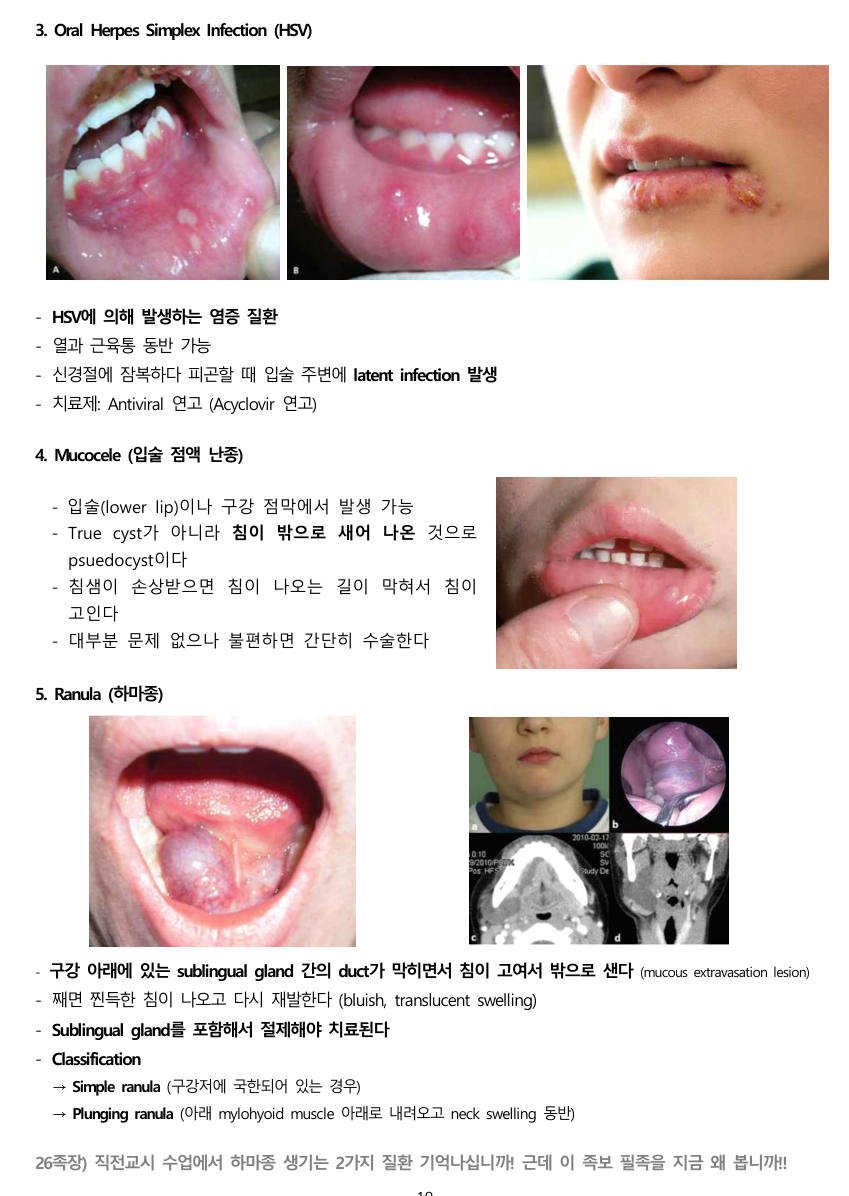 3. Oral Herpes Simplex Infection (HSV)
A
B
- HSV에 의해 발생하는 염증 질환
- 열과 근육통 동반 가능
- 신경절에 잠복하다 피곤할 때 입술 주변에 latent infection 발생
- 치료제: Antiviral 연고 (Acyclovir 연고)
4. Mucocele (입술 점액 난종)
- 입술(lower lip)이나 구강 점막에서 발생 가능
- True cyst가 아니라 침이 밖으로 새어 나온 것으로
psuedocyst이다
- 침샘이 손상받으면 침이 나오는 길이 막혀서 침이
고인다
- 대부분 문제 없으나 불편하면 간단히 수술한다
5. Ranula (하마종)
a
b
2010-02-17
0:10
Study De
c
d
- 구강 아래에 있는 sublingual gland 간의 duct가 막히면서 침이 고여서 밖으로 샌다 (mucous extravasation lesion)
- 째면 찐득한 침이 나오고 다시 재발한다 (bluish, translucent swelling)
- Sublingual gland를 포함해서 절제해야 치료된다
- Classification
→ Simple ranula (구강저에 국한되어 있는 경우)
→ Plunging ranula (아래 mylohyoid muscle 아래로 내려오고 neck swelling 동반)
26족장) 직전교시 수업에서 하마종 생기는 2가지 질환 기억나십니까! 근데 이 족보 필족을 지금 왜 봅니까!!